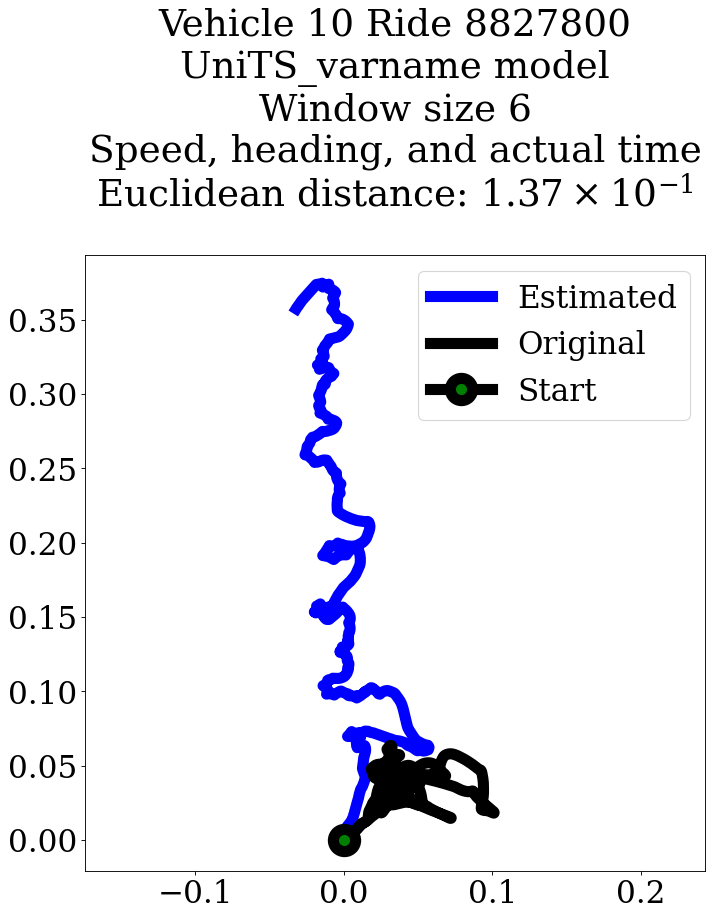 Vehicle 10 Ride 8827800
UniTS_varname model
Window size 6
Speed, heading, and actual time
Euclidean distance: 1.37 × 10⁻¹
Estimated
Original
Start
0.35
0.30
0.25
0.20
0.15
0.10
0.05
0.00
−0.1
0.0
0.1
0.2